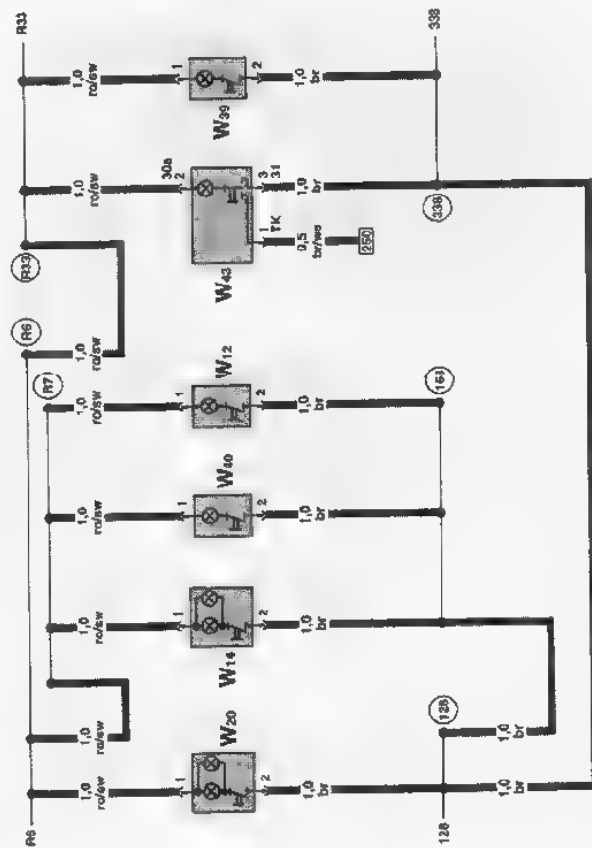 R6 R6 R33 R33
R7
1,0 1,0 1,0 1,0 1,0 1,0 1,0 1,0
ro/sw ro/sw ro/sw ro/sw ro/sw ro/sw ro/sw ro/sw
30a
1 1 1 1 2 1
W20 W14 W40 W12 W43 W39
2 2 2 2 1 3 2
TK 31
1,0 1,0 1,0 1,0 0,5 1,0 1,0
br br br br br/ws br br
250
128 128 338 338
1,0 1,0
br br